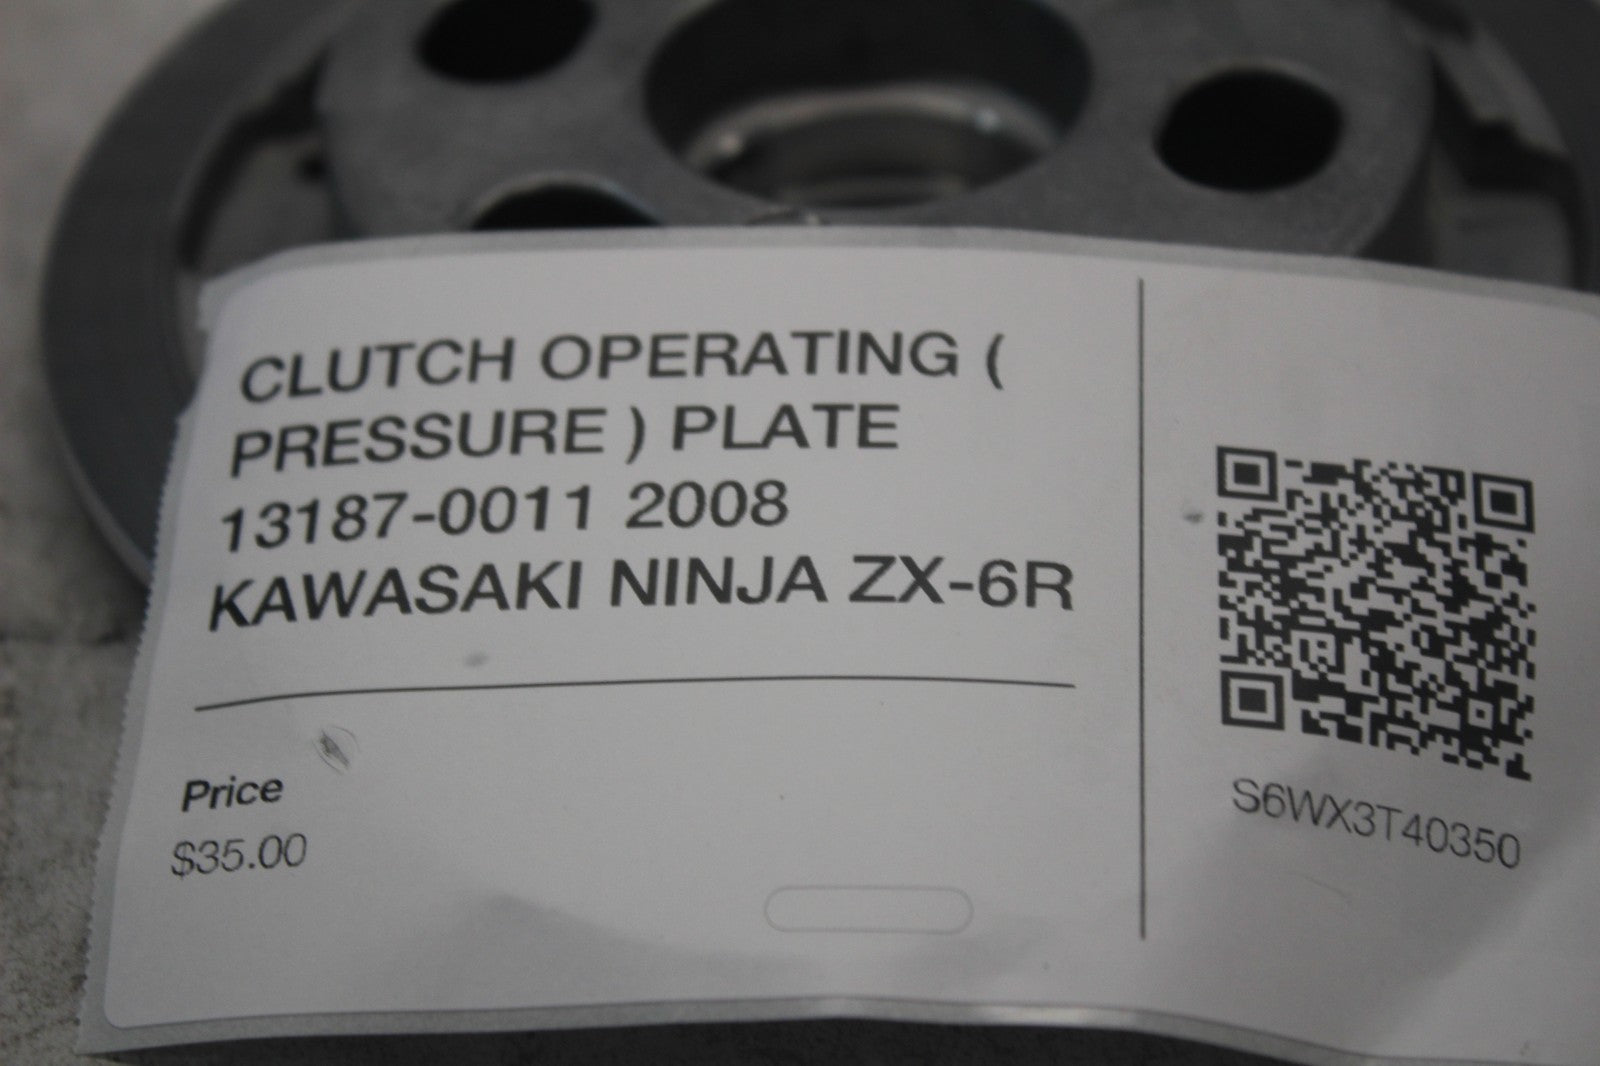 CLUTCH OPERATING (
PRESSURE ) PLATE
13187-0011 2008
KAWASAKI NINJA ZX-6R
Price
$35.00
S6WX3T40350